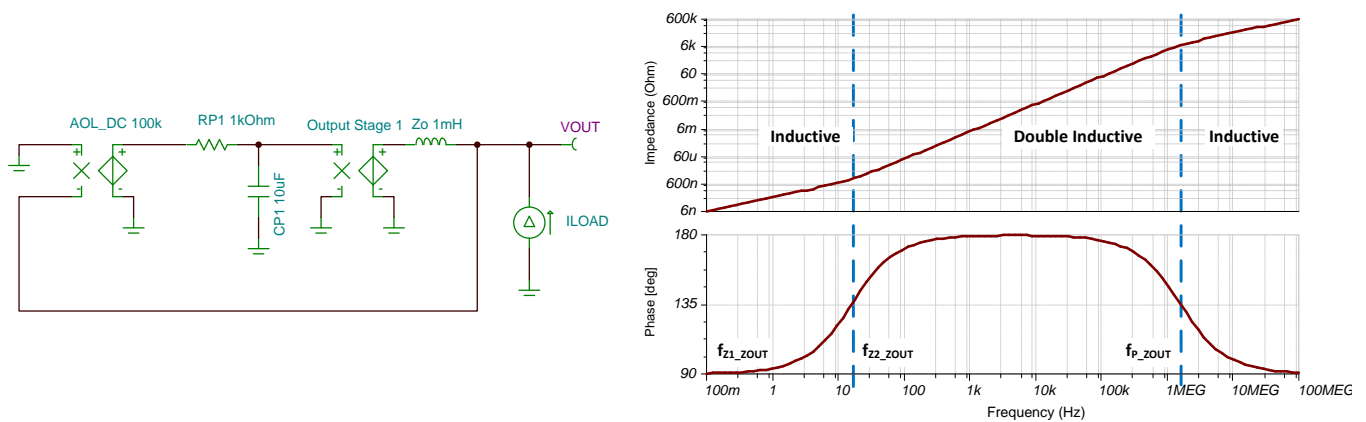 AOL_DC 100k
RP1 1kOhm
Output Stage 1
Zo 1mH
VOUT
+
-
+
-
+
-
+
-
CP1 10uF
ILOAD
Impedance (Ohm)
600k
6k
60
600m
6m
60u
600n
6n
Inductive
Double Inductive
Inductive
Phase [deg]
180
135
90
fZ1_ZOUT
fZ2_ZOUT
fP_ZOUT
100m
1
10
100
1k
10k
100k
1MEG
10MEG
100MEG
Frequency (Hz)